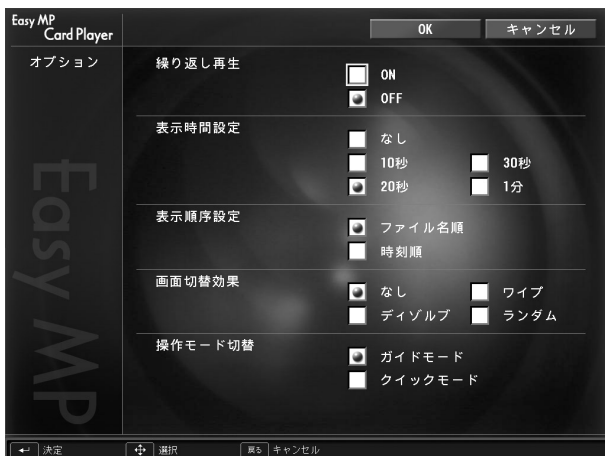 Easy MP
Card Player
OK
キャンセル
オプション
繰り返し再生
ON
OFF
表示時間設定
なし
10秒
30秒
20秒
1分
表示順序設定
ファイル名順
時刻順
画面切替効果
なし
ワイプ
ディゾルブ
ランダム
操作モード切替
ガイドモード
クイックモード
Easy MP
決定
選択
戻る
キャンセル